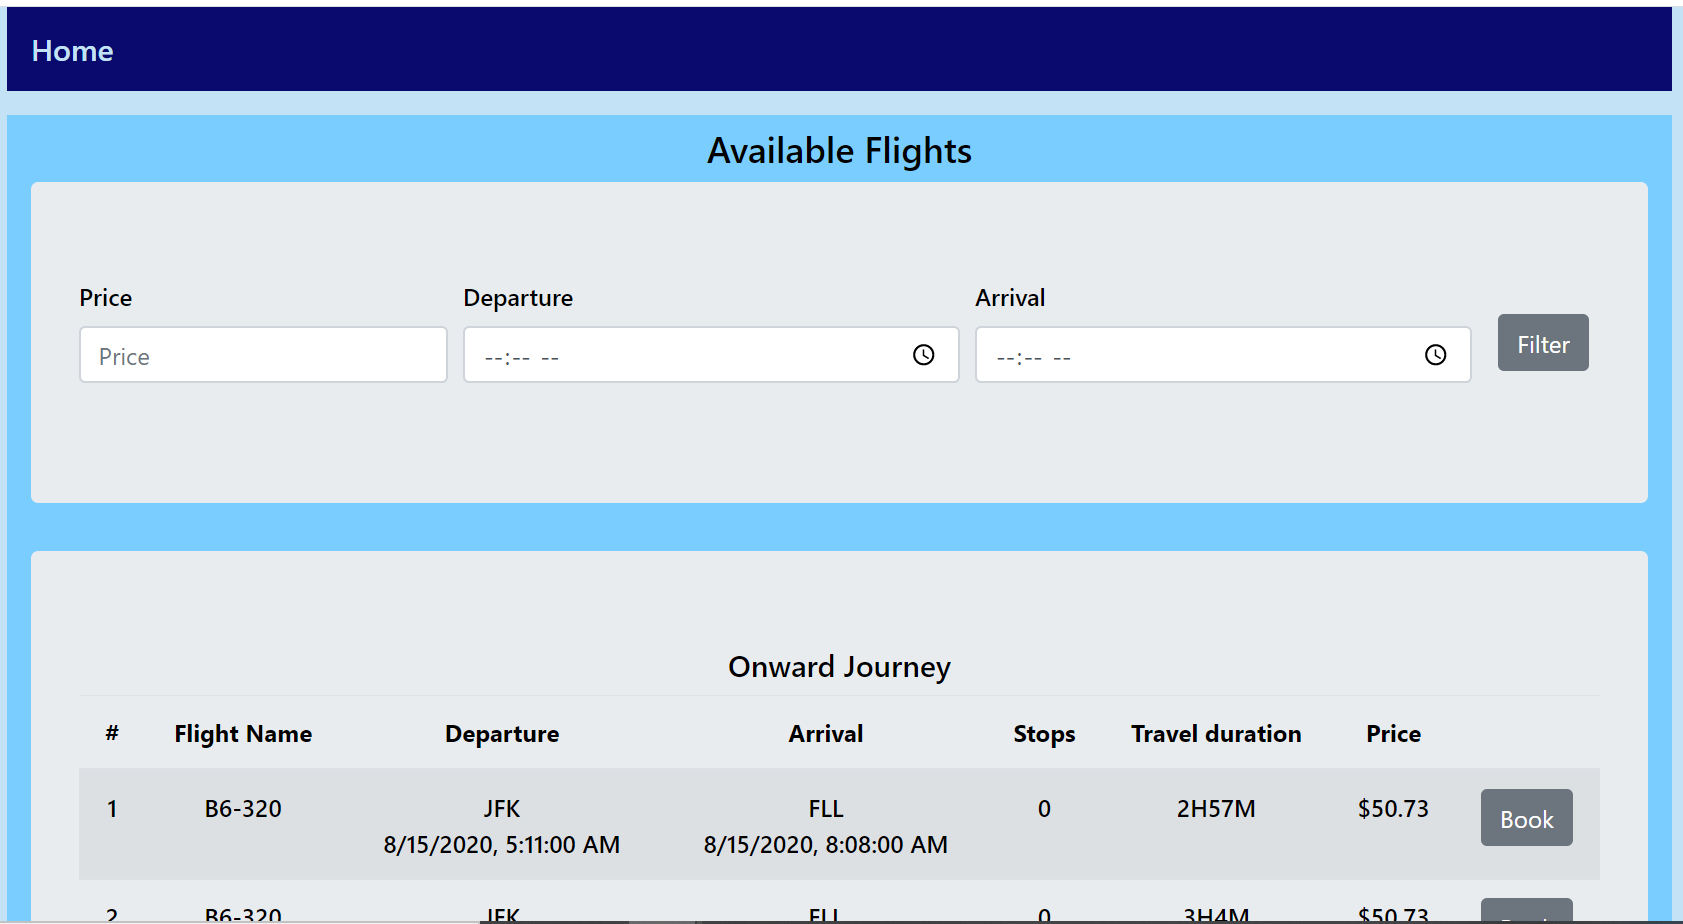 Home
Available Flights
Price Departure Arrival
Price --:-- -- --:-- -- Filter
Onward Journey
# Flight Name Departure Arrival Stops Travel duration Price
1 B6-320 JFK FLL 0 2H57M $50.73 Book
8/15/2020, 5:11:00 AM 8/15/2020, 8:08:00 AM
2 B6-320 JFK FLL 0 3H4M $50.73